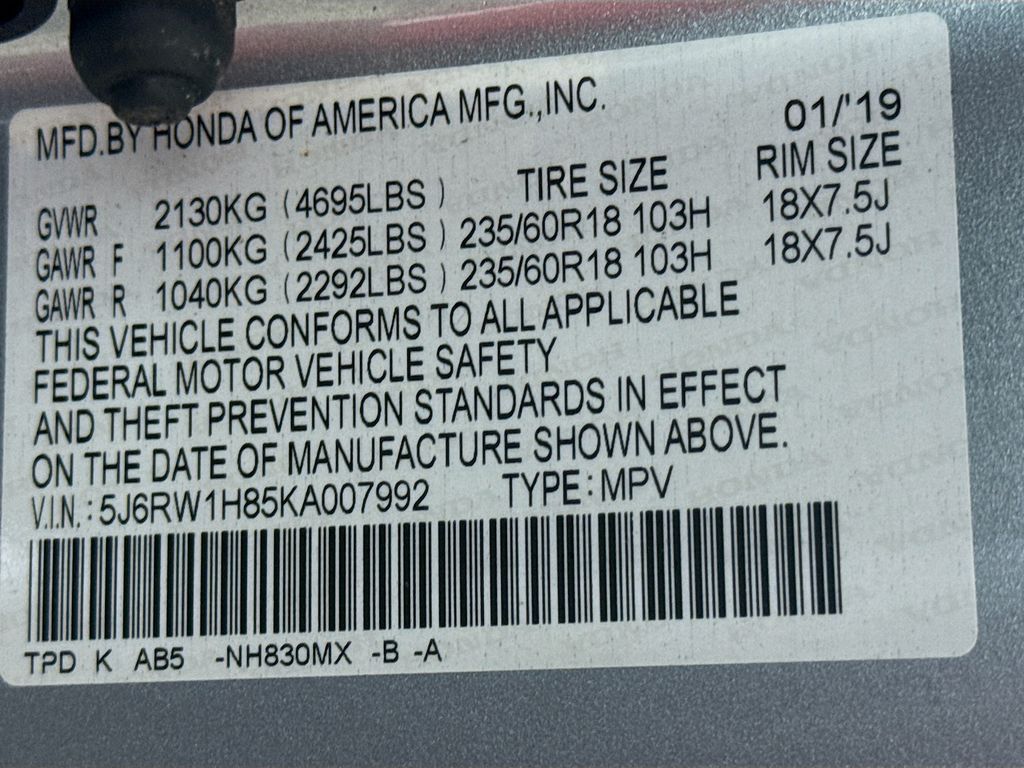 MFD.BY HONDA OF AMERICA MFG.,INC. 01/'19
TIRE SIZE RIM SIZE
GVWR 2130KG (4695LBS )
GAWR F 1100KG (2425LBS ) 235/60R18 103H 18X7.5J
GAWR R 1040KG (2292LBS ) 235/60R18 103H 18X7.5J
THIS VEHICLE CONFORMS TO ALL APPLICABLE
FEDERAL MOTOR VEHICLE SAFETY
AND THEFT PREVENTION STANDARDS IN EFFECT
ON THE DATE OF MANUFACTURE SHOWN ABOVE.
V.I.N.: 5J6RW1H85KA007992 TYPE: MPV
TPD K AB5 -NH830MX -B -A